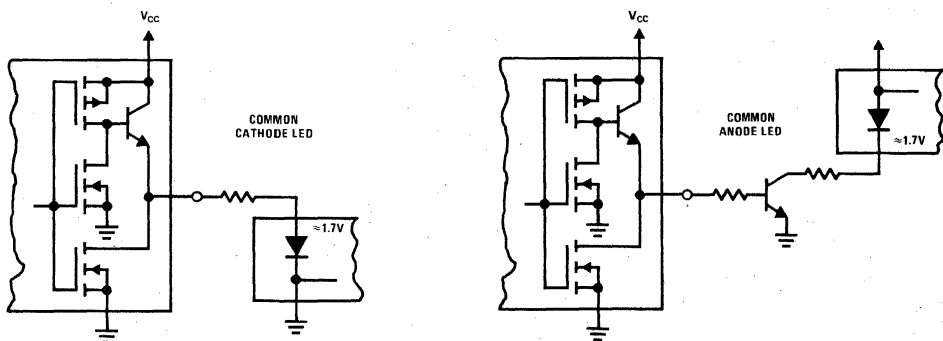 VCC
COMMON
CATHODE LED
≈1.7V
VCC
COMMON
ANODE LED
≈1.7V